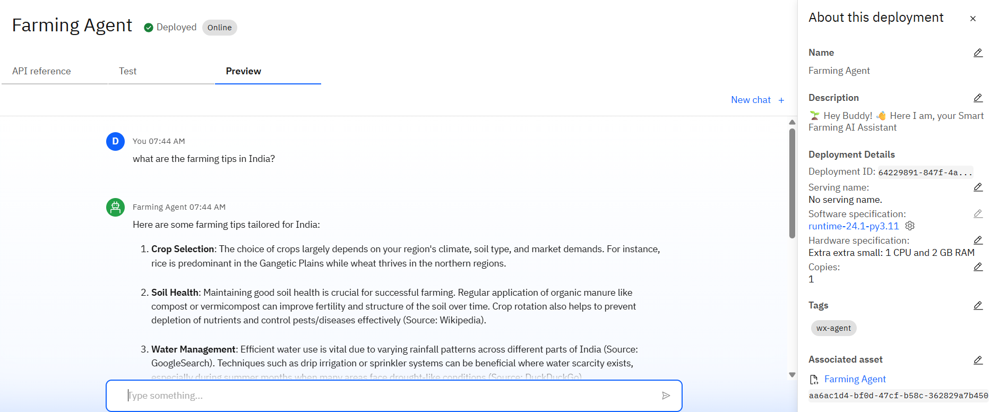 Farming Agent
Deployed
Online
API reference
Test
Preview
New chat +
D
You 07:44 AM
what are the farming tips in India?
Farming Agent 07:44 AM
Here are some farming tips tailored for India:
1. Crop Selection: The choice of crops largely depends on your region's climate, soil type, and market demands. For instance,
rice is predominant in the Gangetic Plains while wheat thrives in the northern regions.
2. Soil Health: Maintaining good soil health is crucial for successful farming. Regular application of organic manure like
compost or vermicompost can improve fertility and structure of the soil over time. Crop rotation also helps to prevent
depletion of nutrients and control pests/diseases effectively (Source: Wikipedia).
3. Water Management: Efficient water use is vital due to varying rainfall patterns across different parts of India (Source:
GoogleSearch). Techniques such as drip irrigation or sprinkler systems can be beneficial where water scarcity exists,
especially during summer months when many areas face drought-like conditions (Source: DuckDuckGo)
Type something...
About this deployment
Name
Farming Agent
Description
🌱 Hey Buddy! 👋 Here I am, your Smart
Farming AI Assistant
Deployment Details
Deployment ID: 64229891-847f-4a...
Serving name:
No serving name.
Software specification:
runtime-24.1-py3.11
Hardware specification:
Extra extra small: 1 CPU and 2 GB RAM
Copies:
1
Tags
wx-agent
Associated asset
Farming Agent
aa6ac1d4-bf0d-47cf-b58c-362829a7b450